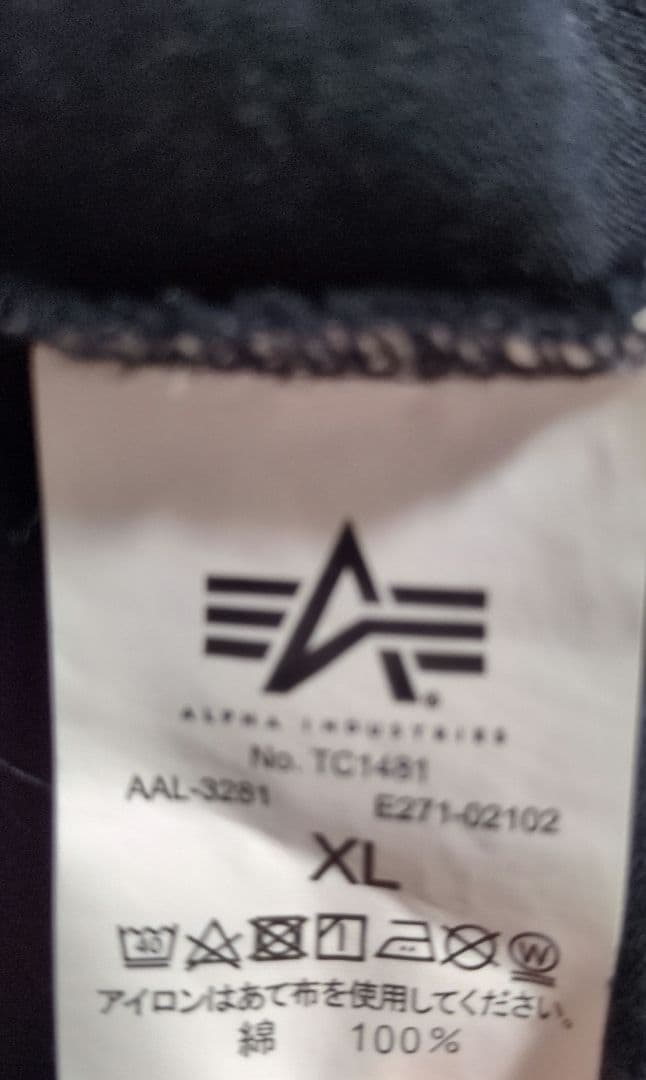 ALPHA INDUSTRIES
No. TC1481
AAL-3281 E271-02102
XL
40
W
アイロンはあて布を使用してください。
綿 100%